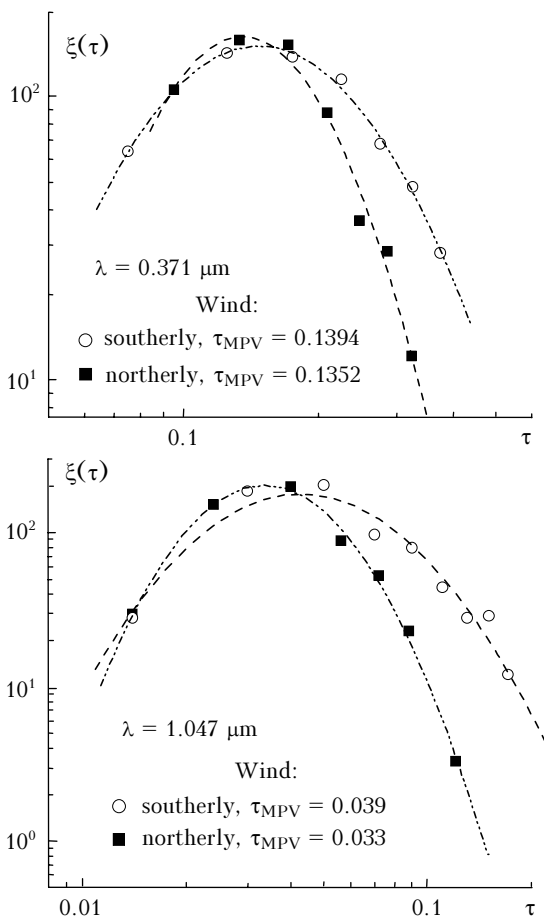 ξ(τ)
10²
λ = 0.371 μm
Wind:
southerly, τMPV = 0.1394
northerly, τMPV = 0.1352
10¹
0.1 τ
ξ(τ)
10²
10¹
λ = 1.047 μm
Wind:
southerly, τMPV = 0.039
northerly, τMPV = 0.033
10⁰
0.01 0.1 τ